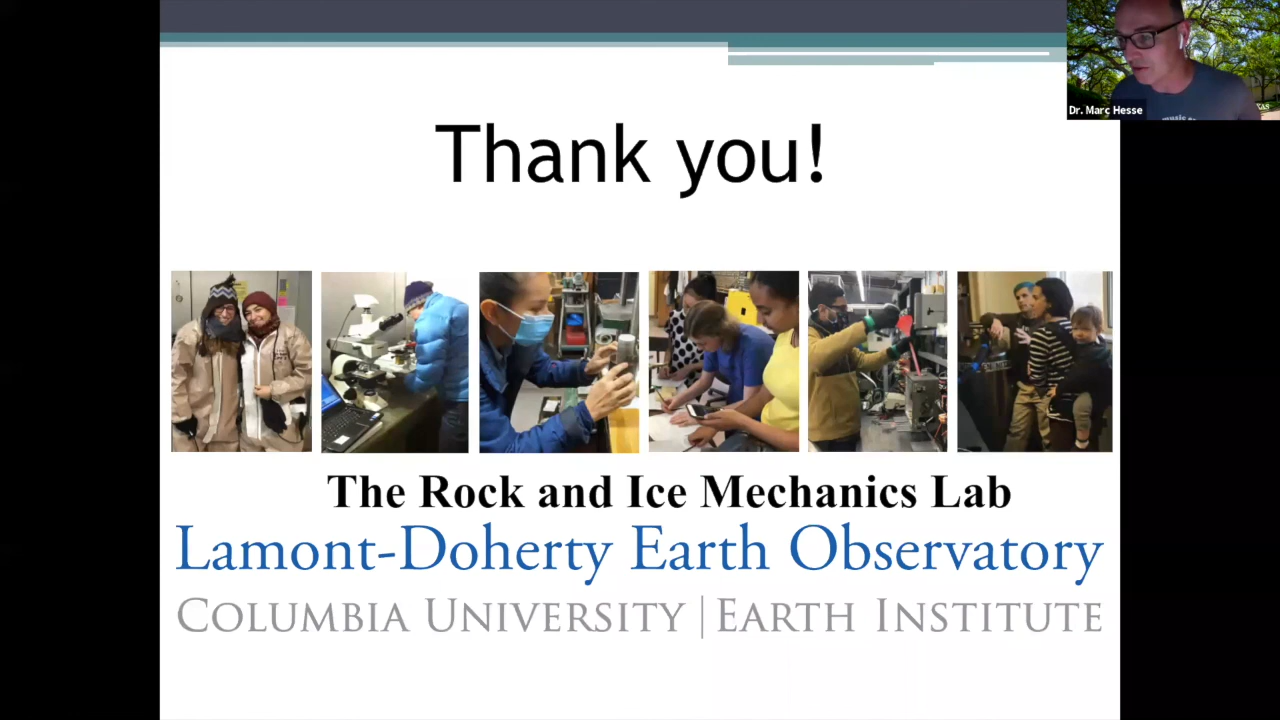 Thank you!
Dr. Marc Hesse
The Rock and Ice Mechanics Lab
Lamont-Doherty Earth Observatory
COLUMBIA UNIVERSITY | EARTH INSTITUTE